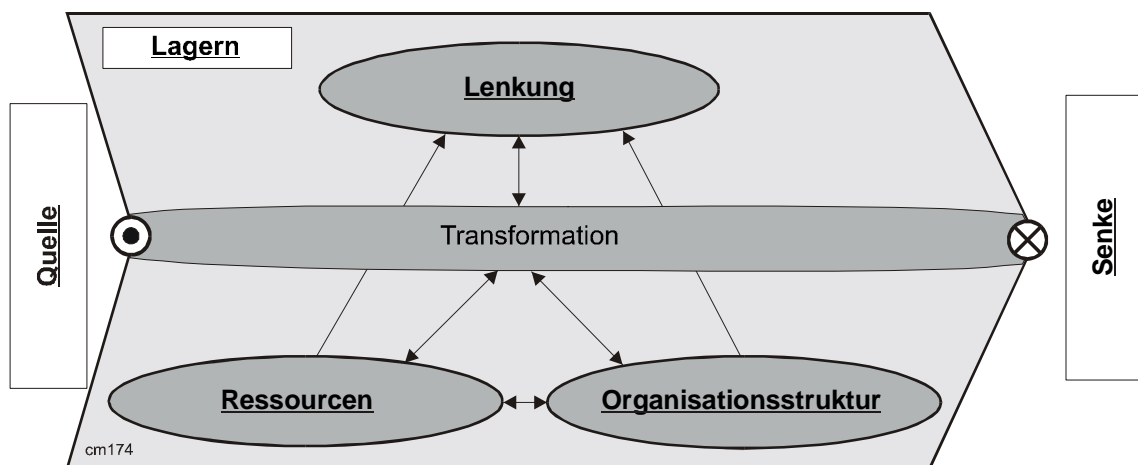 Lagern
Lenkung
Quelle
Transformation
Senke
Ressourcen
Organisationsstruktur
cm174